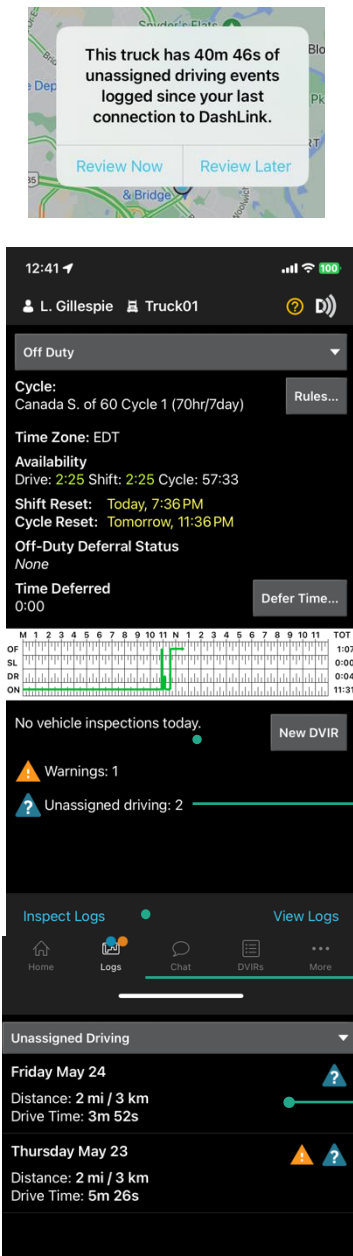 Snyder's Flats
Blo
e Dep
This truck has 40m 46s of
unassigned driving events
logged since your last
connection to DashLink.
Pk
RT
Review Now Review Later
85
& Bridge
Woolwich
12:41 100
L. Gillespie Truck01 ? D
Off Duty
Cycle:
Canada S. of 60 Cycle 1 (70hr/7day)
Rules...
Time Zone: EDT
Availability
Drive: 2:25 Shift: 2:25 Cycle: 57:33
Shift Reset: Today, 7:36 PM
Cycle Reset: Tomorrow, 11:36 PM
Off-Duty Deferral Status
None
Time Deferred
0:00
Defer Time...
M 1 2 3 4 5 6 7 8 9 10 11 N 1 2 3 4 5 6 7 8 9 10 11 TOT
OF 1:07
SL 0:00
DR 0:04
ON 11:31
No vehicle inspections today.
New DVIR
! Warnings: 1
? Unassigned driving: 2
Inspect Logs View Logs
Home Logs Chat DVIRs More
Unassigned Driving
Friday May 24 ?
Distance: 2 mi / 3 km
Drive Time: 3m 52s
Thursday May 23 ! ?
Distance: 2 mi / 3 km
Drive Time: 5m 26s